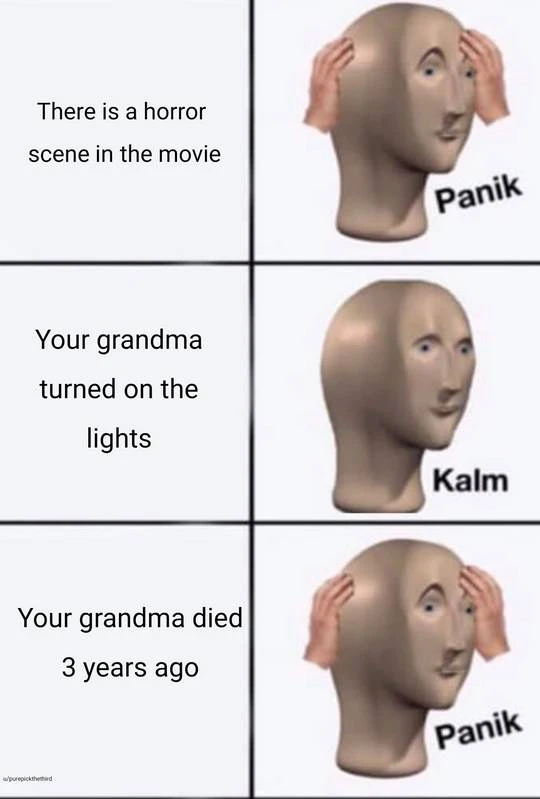 There is a horror
scene in the movie
Panik
Your grandma
turned on the
lights
Kalm
Your grandma died
3 years ago
Panik
u/purepickthethird